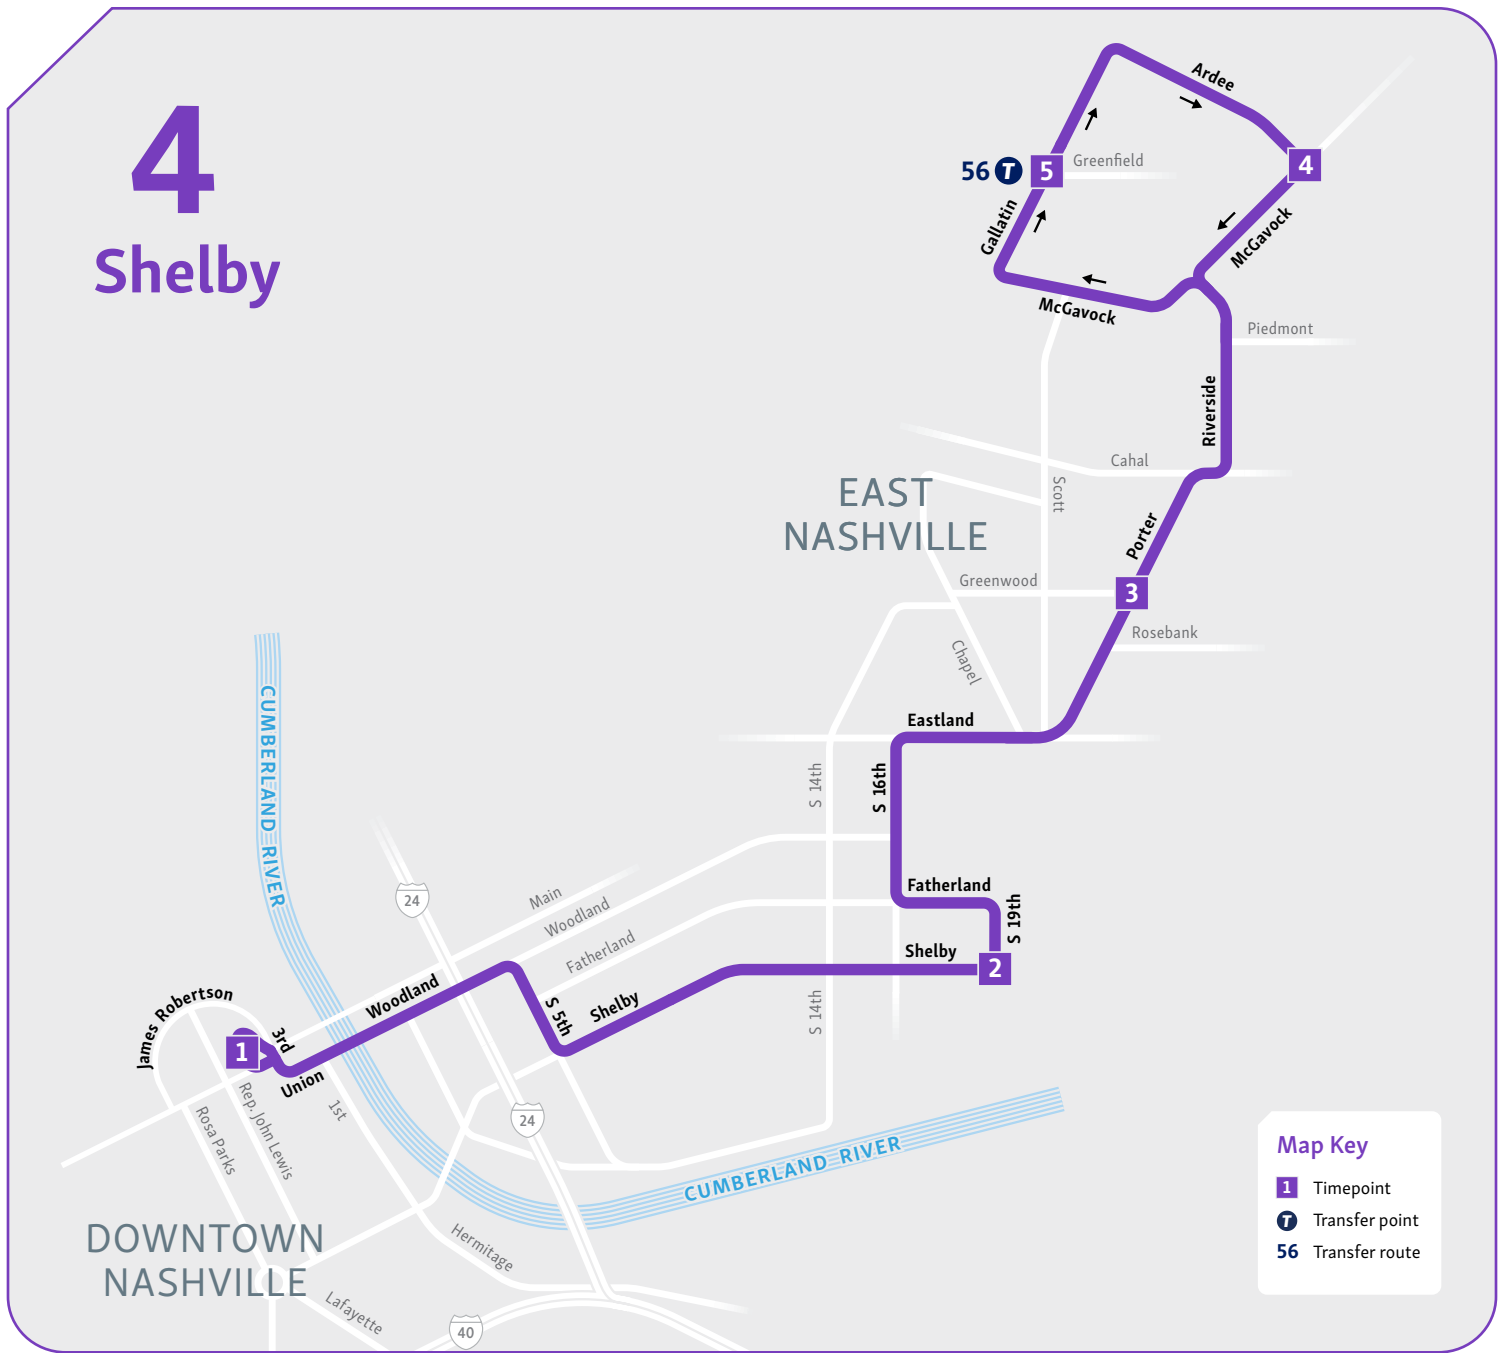 4
Shelby
Ardee
56 T
5
Greenfield
4
Gallatin
McGavock
McGavock
Piedmont
Riverside
Cahal
Scott
EAST
NASHVILLE
Porter
Greenwood
3
Rosebank
Chapel
CUMBERLAND RIVER
Eastland
S 14th
S 16th
Fatherland
S 19th
24
Main
Woodland
Fatherland
Shelby
2
Woodland
S 5th
Shelby
S 14th
James Robertson
3rd
1
Union
1st
Rep. John Lewis
Rosa Parks
24
CUMBERLAND RIVER
DOWNTOWN
NASHVILLE
Hermitage
Lafayette
40
Map Key
1 Timepoint
T Transfer point
56 Transfer route